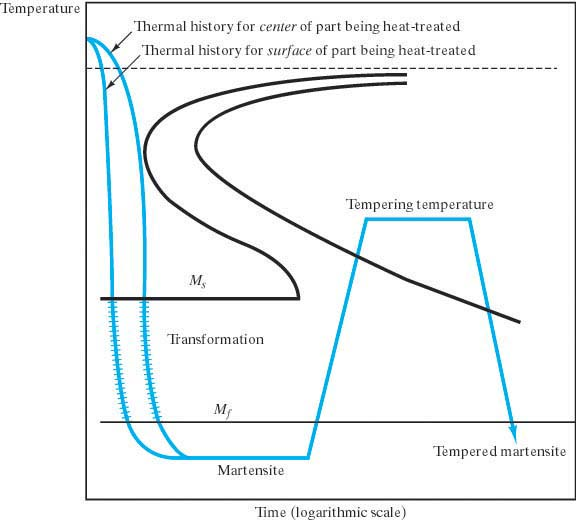 Temperature
Thermal history for center of part being heat-treated
Thermal history for surface of part being heat-treated
Tempering temperature
Ms
Transformation
Mf
Tempered martensite
Martensite
Time (logarithmic scale)